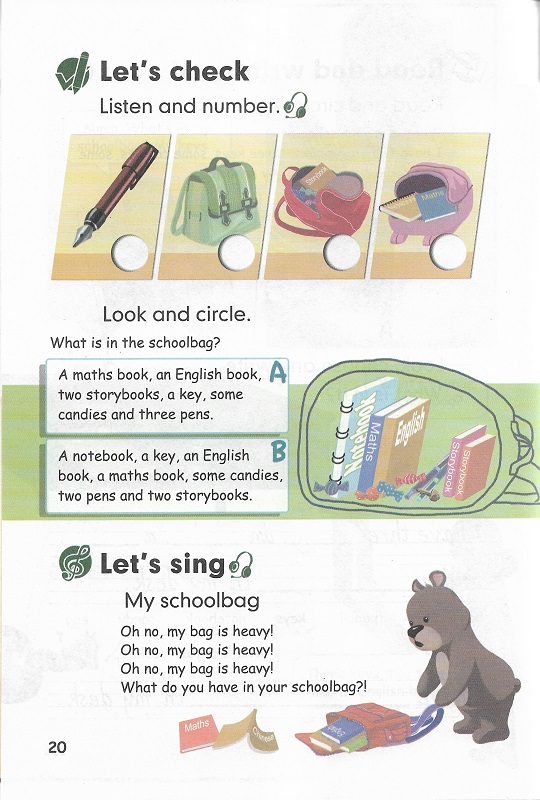 Let's check
Listen and number.
Storybook
Maths
Look and circle.
What is in the schoolbag?
A maths book, an English book, A
two storybooks, a key, some
candies and three pens.
A notebook, a key, an English B
book, a maths book, some candies,
two pens and two storybooks.
Notebook
Maths
English
Storybook
Storybook
Let's sing
My schoolbag
Oh no, my bag is heavy!
Oh no, my bag is heavy!
Oh no, my bag is heavy!
What do you have in your schoolbag?!
Maths
Chinese
English
20